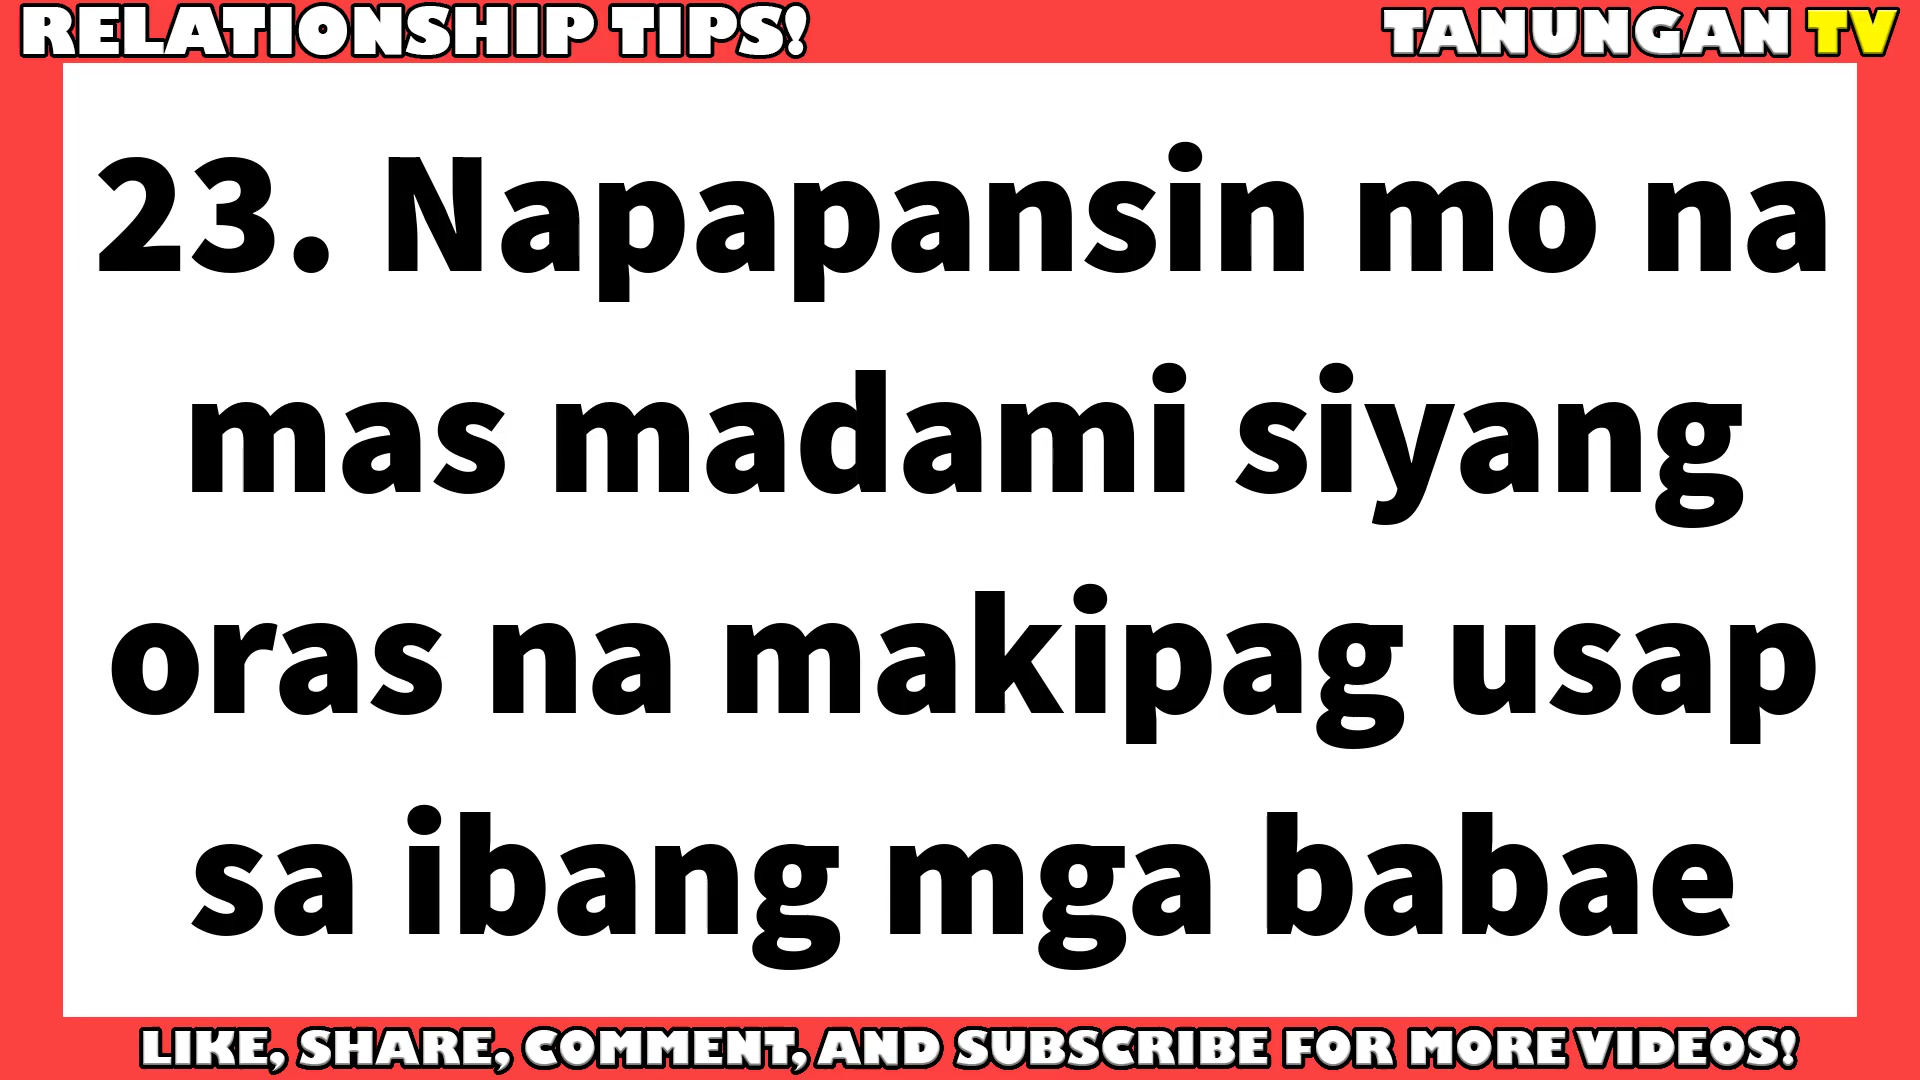 RELATIONSHIP TIPS!
TANUNGAN TV
23. Napapansin mo na
mas madami siyang
oras na makipag usap
sa ibang mga babae
LIKE, SHARE, COMMENT, AND SUBSCRIBE FOR MORE VIDEOS!